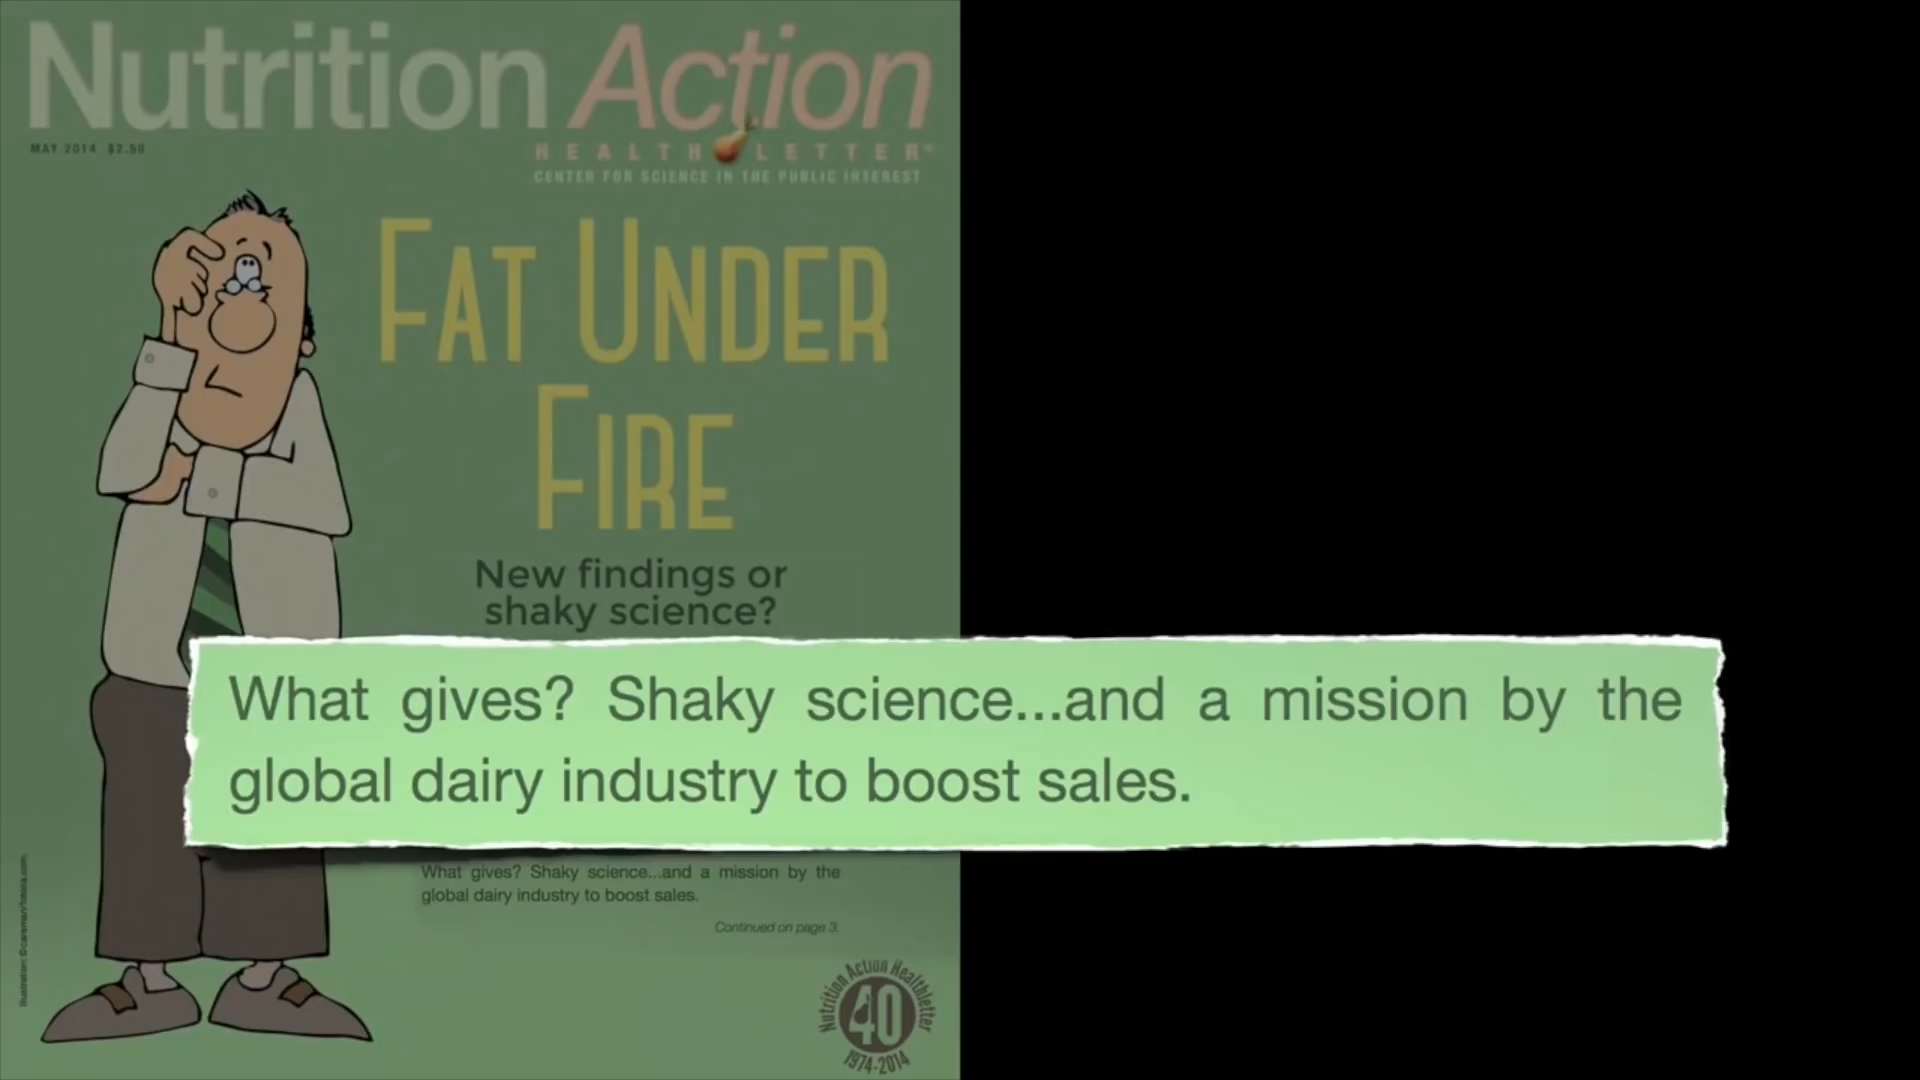 Nutrition Action
MAY 2014 $2.50
HEALTH LETTER®
CENTER FOR SCIENCE IN THE PUBLIC INTEREST
FAT UNDER
FIRE
New findings or
shaky science?
What gives? Shaky science...and a mission by the
global dairy industry to boost sales.
What gives? Shaky science...and a mission by the
global dairy industry to boost sales.
Continued on page 3.
Nutrition Action Healthletter
40
1974-2014